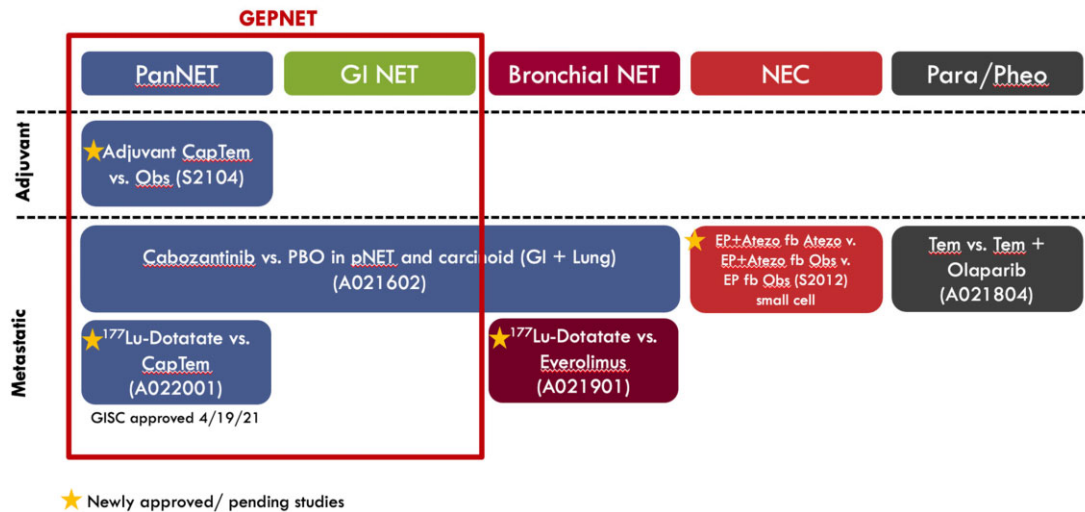 GEPNET
PanNET
GI NET
Bronchial NET
NEC
Para/Pheo
Adjuvant
Adjuvant CapTem
vs. Obs (S2104)
Metastatic
Cabozantinib vs. PBO in pNET and carcinoid (GI + Lung)
(A021602)
EP+Atezo fb Atezo v.
EP+Atezo fb Obs v.
EP fb Obs (S2012)
small cell
Tem vs. Tem +
Olaparib
(A021804)
¹⁷⁷Lu-Dotatate vs.
CapTem
(A022001)
¹⁷⁷Lu-Dotatate vs.
Everolimus
(A021901)
GISC approved 4/19/21
Newly approved/ pending studies